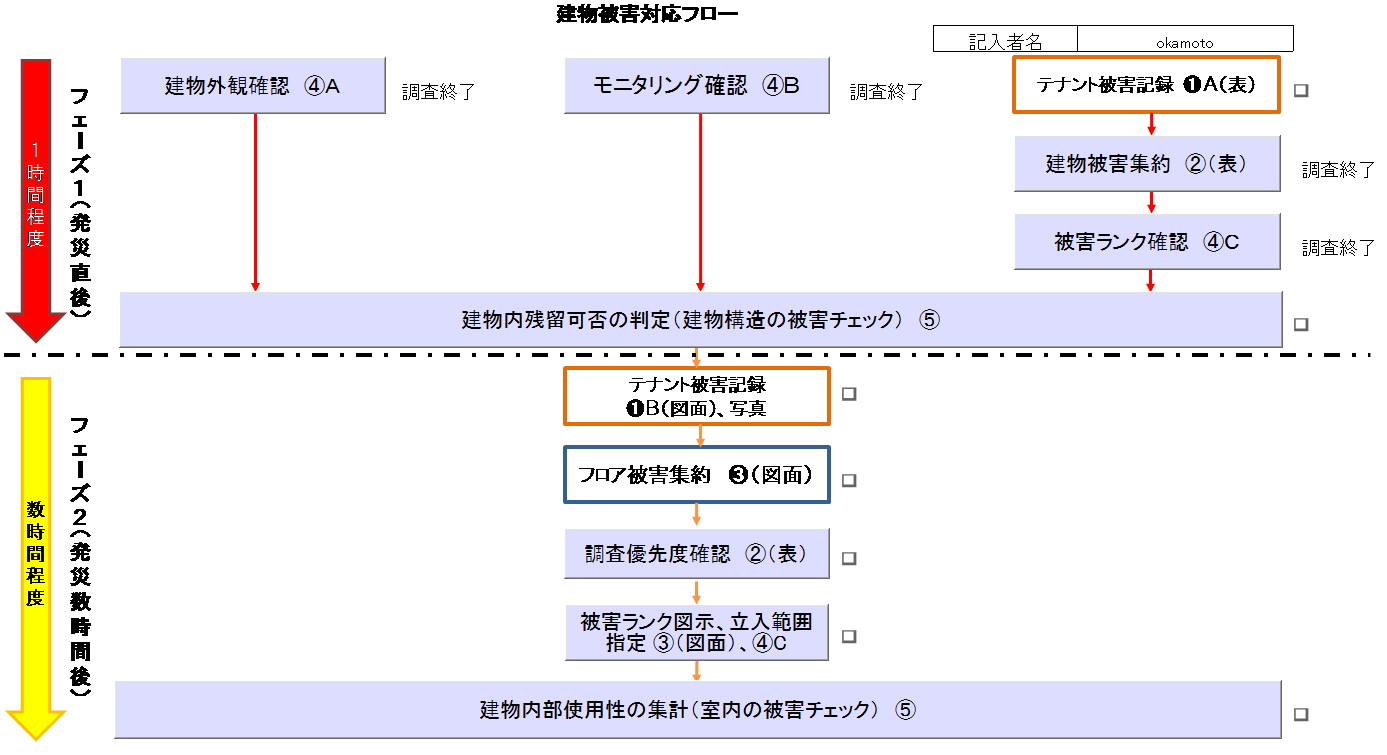 建物被害対応フロー
記入者名 okamoto
建物外観確認 ④A
調査終了
モニタリング確認 ④B
調査終了
テナント被害記録 ❶A(表)
建物被害集約 ②(表)
調査終了
被害ランク確認 ④C
調査終了
1時間程度
フェーズ1(発災直後)
建物内残留可否の判定(建物構造の被害チェック) ⑤
テナント被害記録
❶B(図面)、写真
フロア被害集約 ❸(図面)
調査優先度確認 ②(表)
被害ランク図示、立入範囲
指定 ③(図面)、④C
数時間程度
フェーズ2(発災数時間後)
建物内部使用性の集計(室内の被害チェック) ⑤